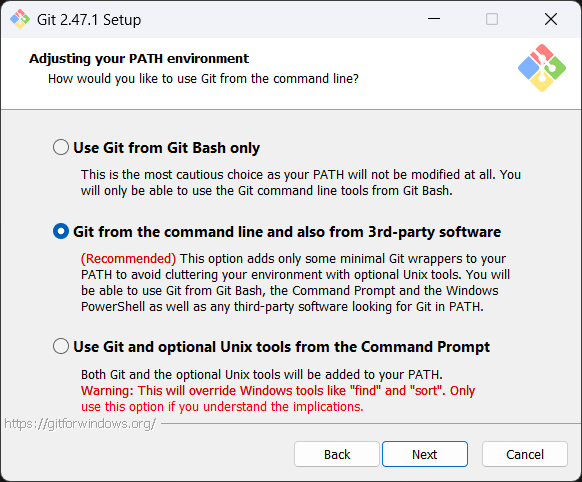 Git 2.47.1 Setup
Adjusting your PATH environment
How would you like to use Git from the command line?
Use Git from Git Bash only
This is the most cautious choice as your PATH will not be modified at all. You
will only be able to use the Git command line tools from Git Bash.
Git from the command line and also from 3rd-party software
(Recommended) This option adds only some minimal Git wrappers to your
PATH to avoid cluttering your environment with optional Unix tools. You will
be able to use Git from Git Bash, the Command Prompt and the Windows
PowerShell as well as any third-party software looking for Git in PATH.
Use Git and optional Unix tools from the Command Prompt
Both Git and the optional Unix tools will be added to your PATH.
Warning: This will override Windows tools like "find" and "sort". Only
use this option if you understand the implications.
https://gitforwindows.org/
Back Next Cancel